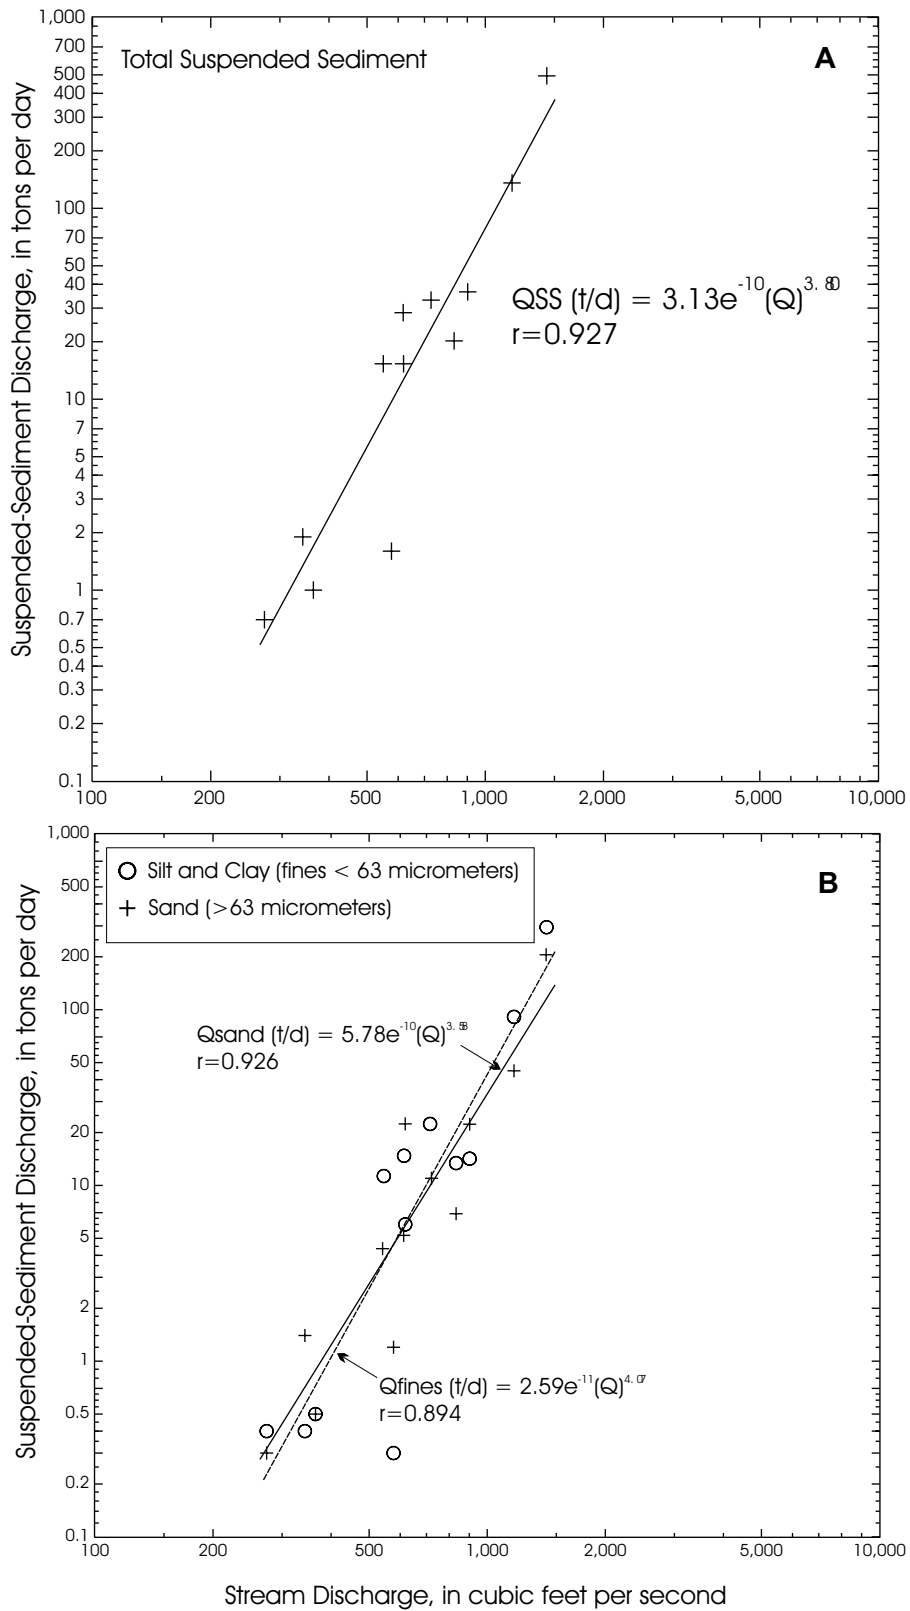 1,000
700
500
400
300
200
100
70
50
40
30
20
10
7
5
4
3
2
1
0.7
0.5
0.4
0.3
0.2
0.1
Suspended-Sediment Discharge, in tons per day
Total Suspended Sediment
A
QSS (t/d) = 3.13e^-10(Q)^3.80
r=0.927
100 200 500 1,000 2,000 5,000 10,000
1,000
500
200
100
50
20
10
5
2
1
0.5
0.2
0.1
Suspended-Sediment Discharge, in tons per day
Silt and Clay (fines < 63 micrometers)
Sand (>63 micrometers)
B
Qsand (t/d) = 5.78e^-10(Q)^3.58
r=0.926
Qfines (t/d) = 2.59e^-11(Q)^4.07
r=0.894
100 200 500 1,000 2,000 5,000 10,000
Stream Discharge, in cubic feet per second